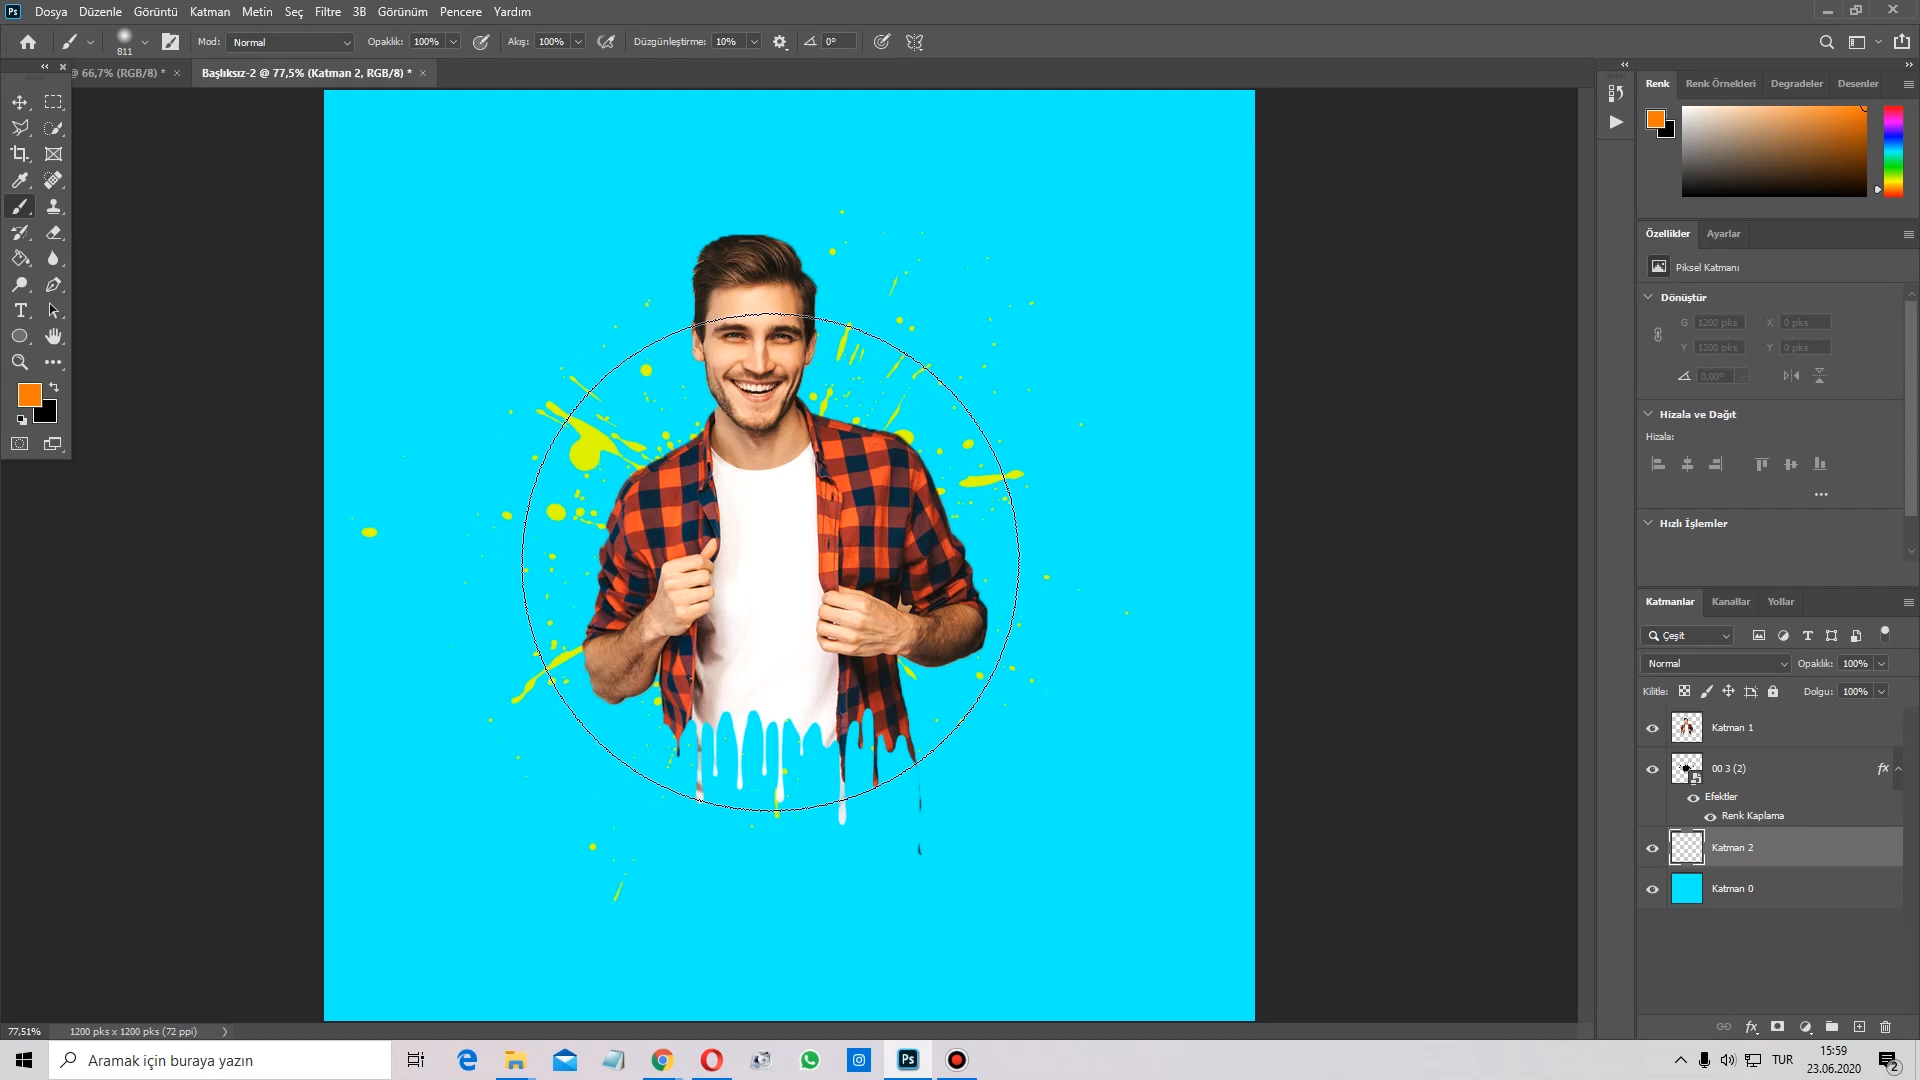 Ps Dosya Düzenle Görüntü Katman Metin Seç Filtre 3B Görünüm Pencere Yardım
811 Mod: Normal Opaklık: 100% Akış: 100% Düzgünleştirme: 10% 0°
@ 66,7% (RGB/8) * × Başlıksız-2 @ 77,5% (Katman 2, RGB/8) * ×
Renk Renk Örnekleri Degradeler Desenler
Özellikler Ayarlar
Piksel Katmanı
Dönüştür
G 1200 pks X 0 pks
Y 1200 pks Y 0 pks
0,00°
Hizala ve Dağıt
Hizala:
Hızlı İşlemler
Katmanlar Kanallar Yollar
Çeşit
Normal Opaklık: 100%
Kilitle: Dolgu: 100%
Katman 1
00 3 (2) fx
Efektler
Renk Kaplama
Katman 2
Katman 0
77,51% 1200 pks x 1200 pks (72 ppi)
Aramak için buraya yazın
Ps
TUR
15:59
23.06.2020
2